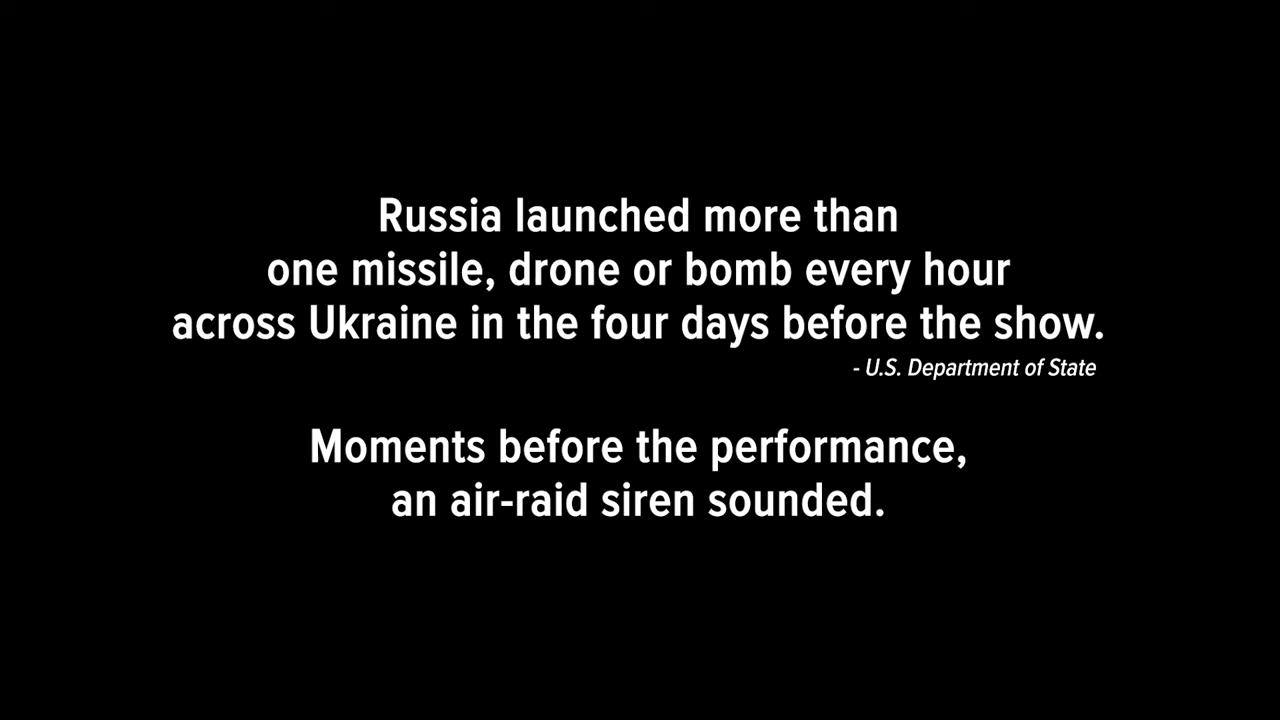 Russia launched more than
one missile, drone or bomb every hour
across Ukraine in the four days before the show.
- U.S. Department of State
Moments before the performance,
an air-raid siren sounded.